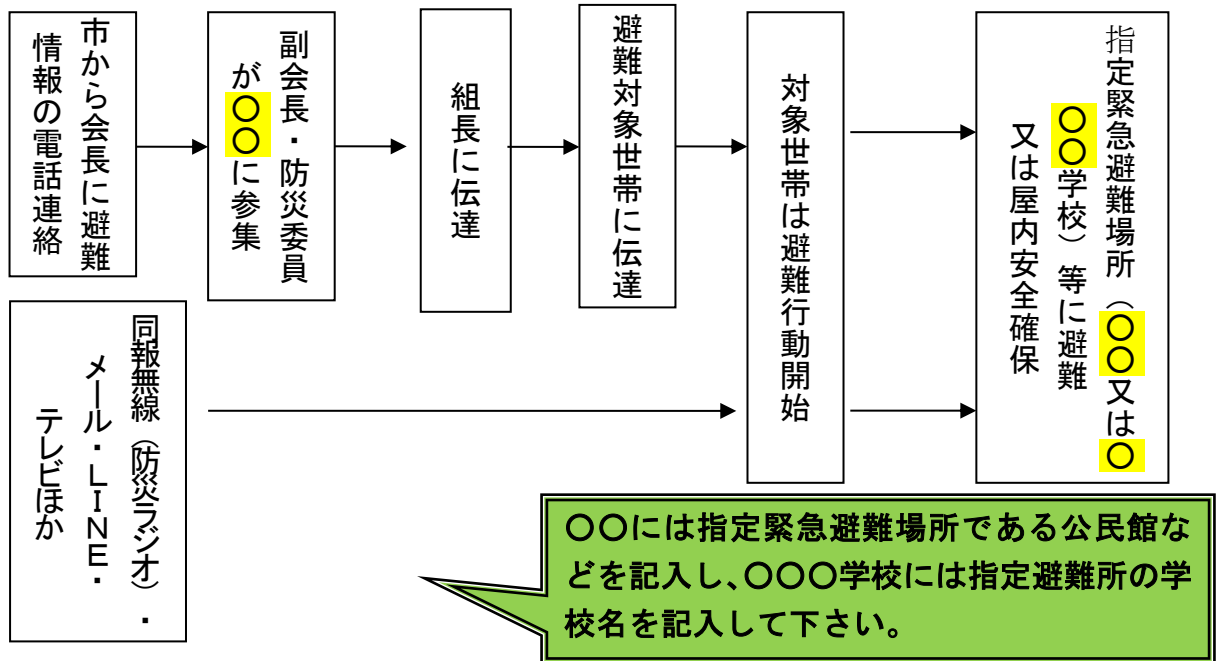 市から会長に避難
情報の電話連絡
副会長・防災委員
が〇〇に参集
組長に伝達
避難対象世帯に伝達
対象世帯は避難行動開始
指定緊急避難場所（〇〇又は〇
〇〇学校）等に避難
又は屋内安全確保
同報無線（防災ラジオ）・
メール・ＬＩＮＥ・
テレビほか
〇〇には指定緊急避難場所である公民館な
どを記入し、〇〇〇学校には指定避難所の学
校名を記入して下さい。